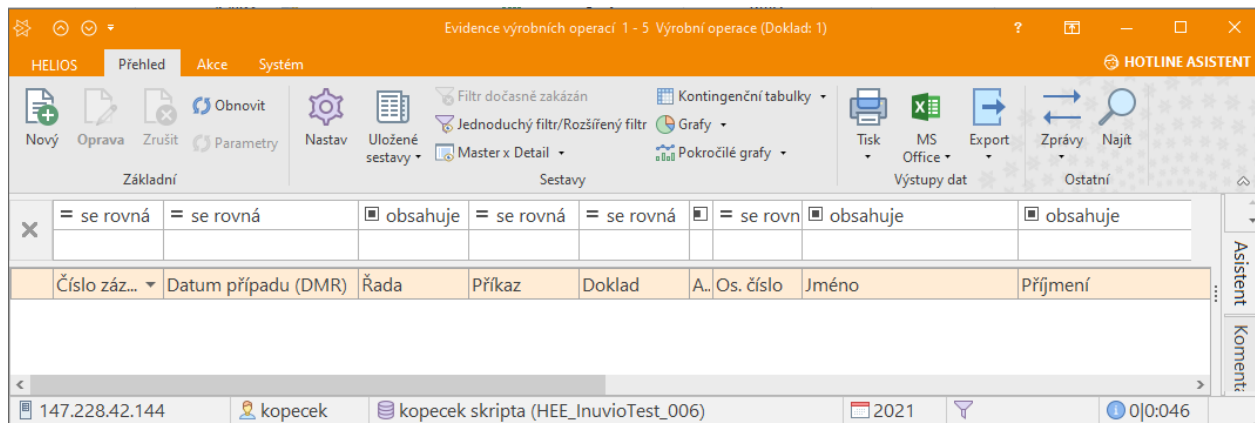 Evidence výrobních operací 1 - 5 Výrobní operace (Doklad: 1) ?
HELIOS Přehled Akce Systém HOTLINE ASISTENT
Nový Oprava Zrušit Obnovit Parametry
Základní
Nastav Uložené sestavy Filtr dočasně zakázán Kontingenční tabulky
Jednoduchý filtr/Rozšířený filtr Grafy
Master x Detail Pokročilé grafy
Sestavy
Tisk MS Office Export
Výstupy dat
Zprávy Najít
Ostatní
= se rovná = se rovná obsahuje = se rovná = se rovná = se rovn obsahuje obsahuje
Číslo záz... Datum případu (DMR) Řada Příkaz Doklad A.. Os. číslo Jméno Příjmení
Asistent
Komentá
147.228.42.144 kopecek kopecek skripta (HEE_InuvioTest_006) 2021 0|0:046